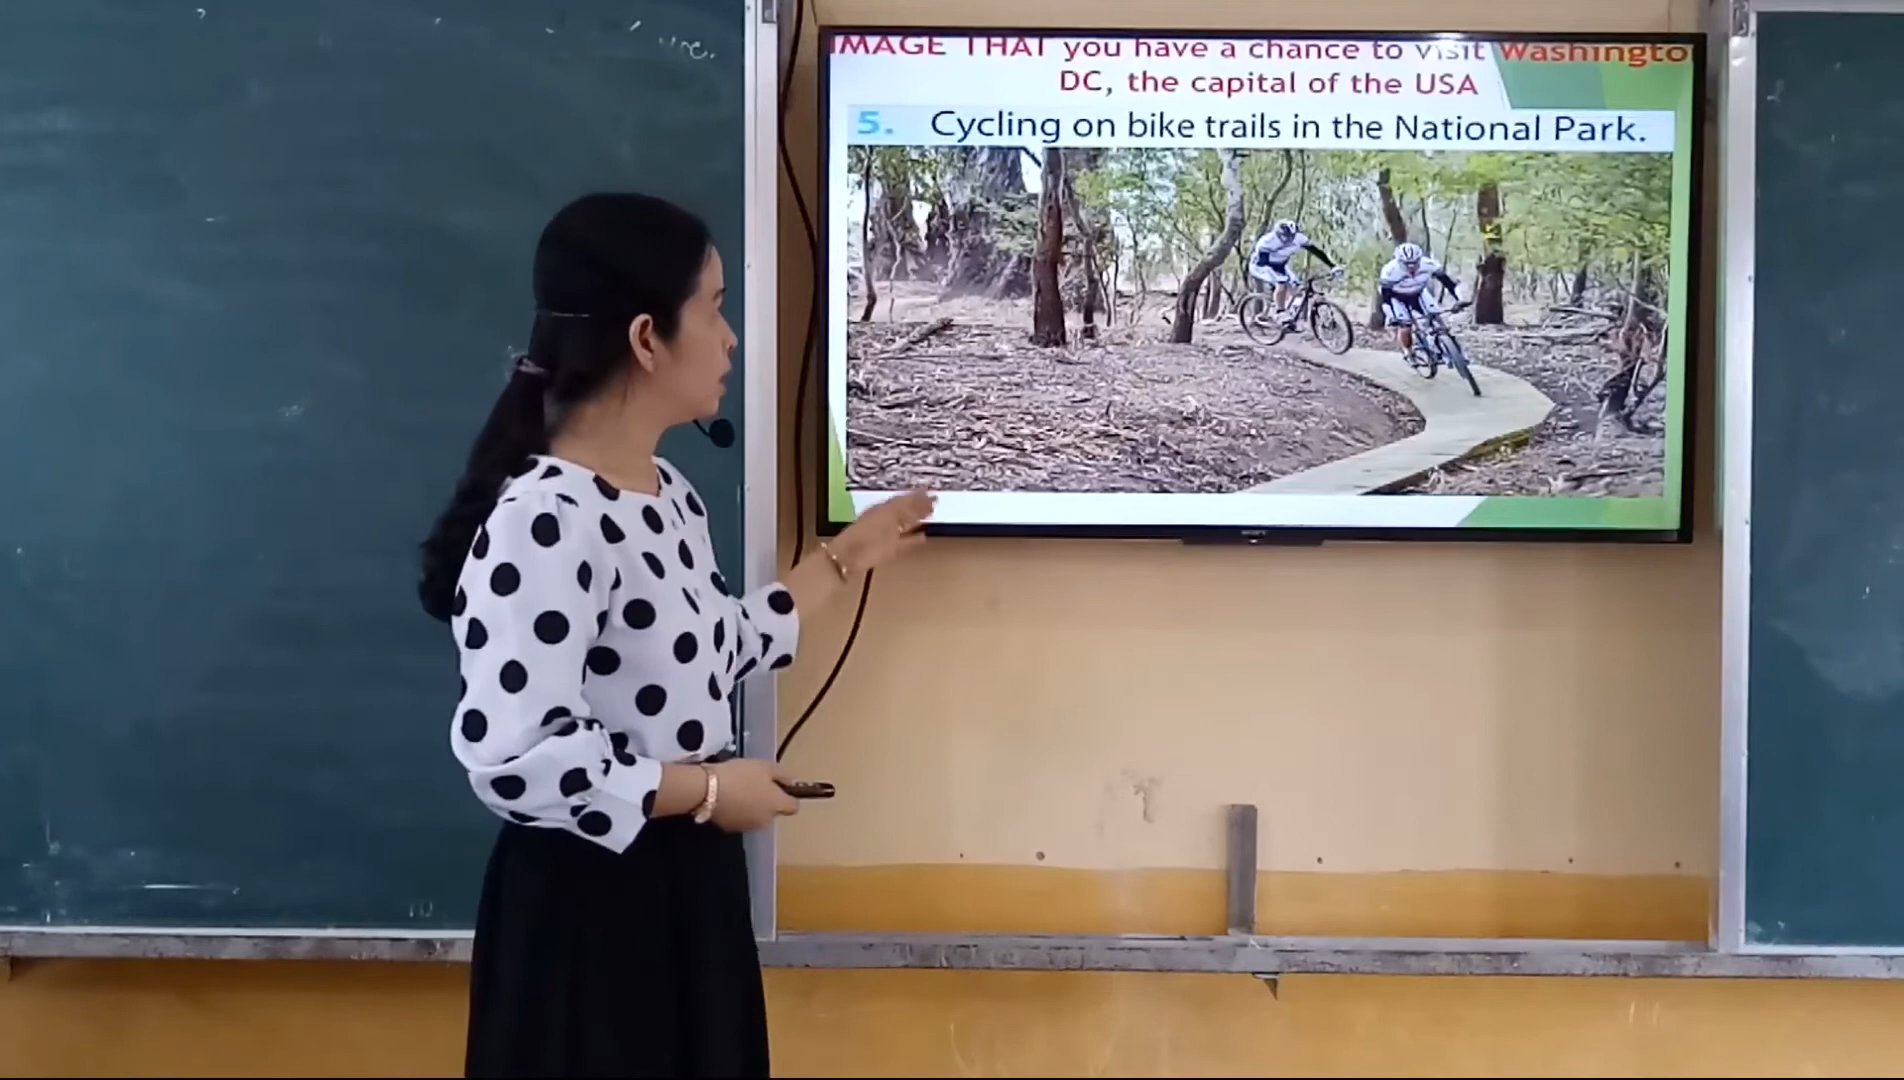 IMAGE THAT you have a chance to visit Washingto
DC, the capital of the USA
5. Cycling on bike trails in the National Park.
SONY